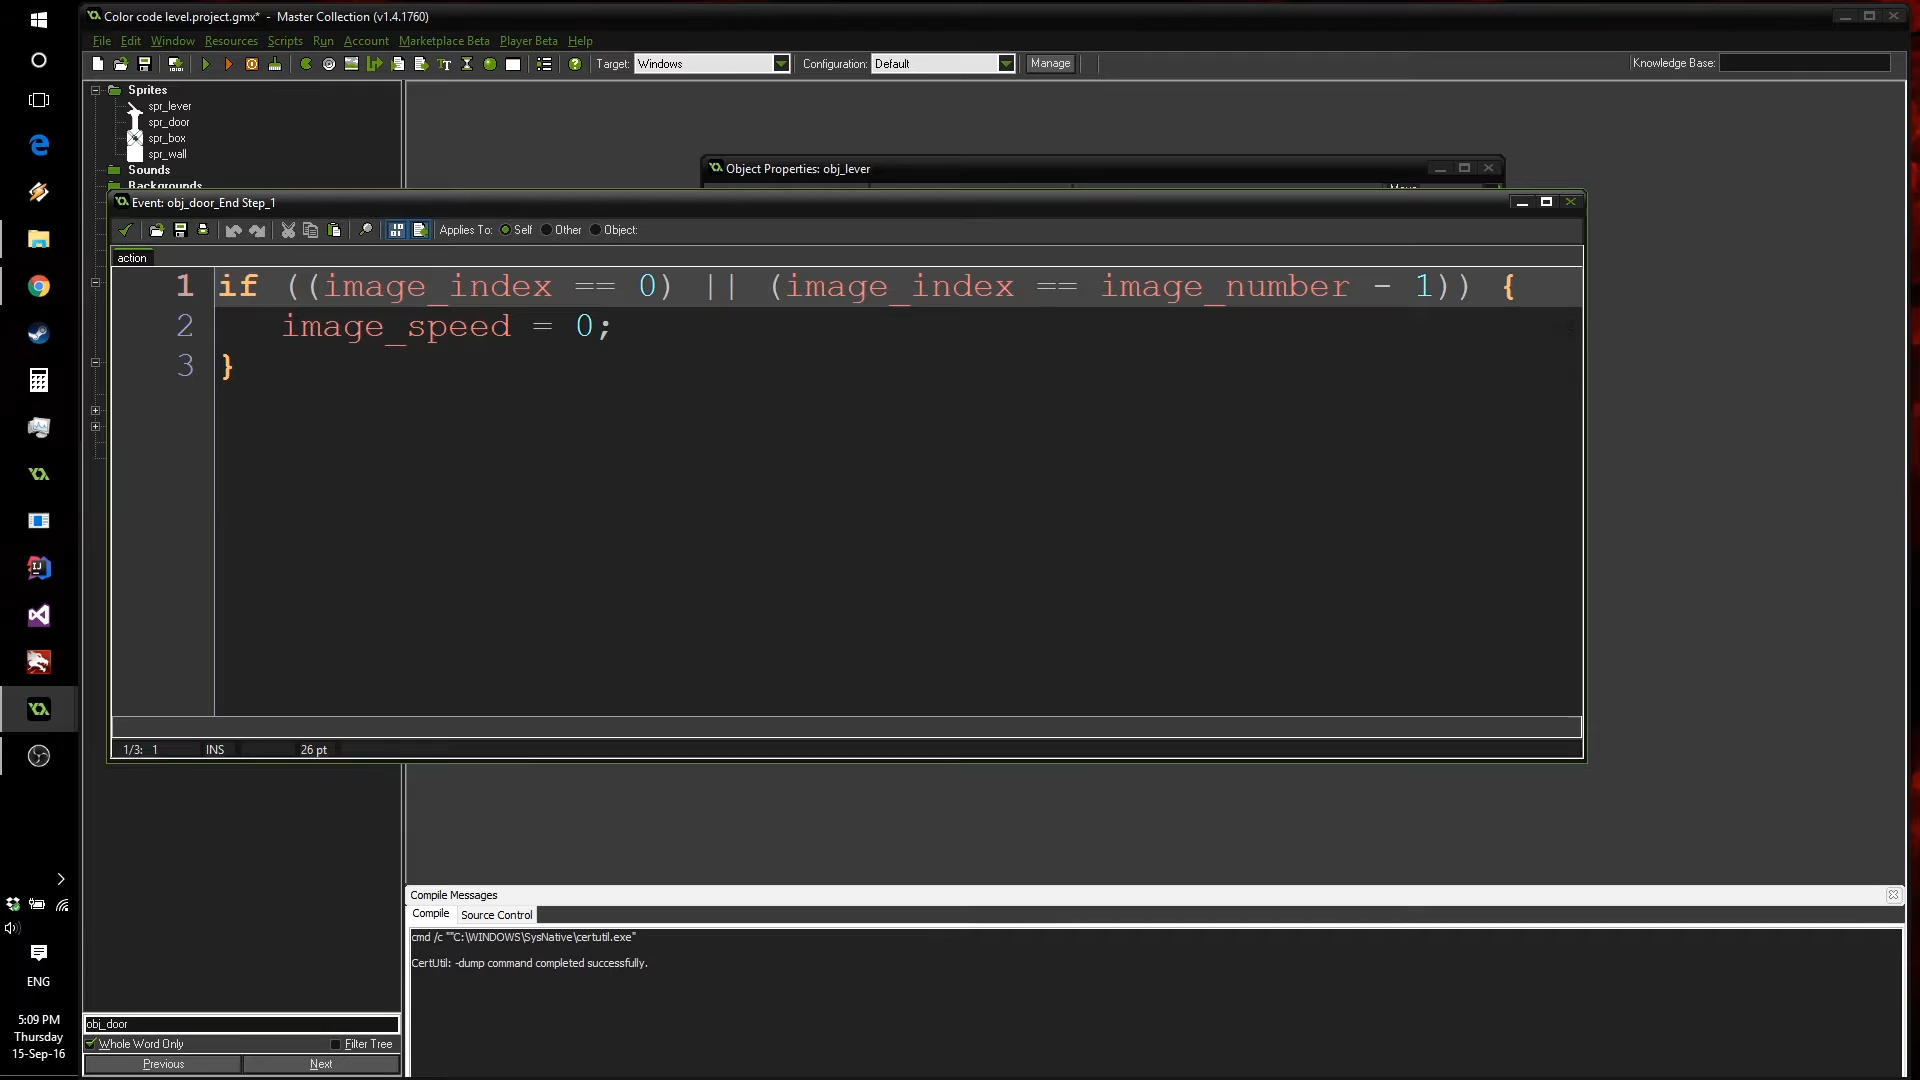 Color code level.project.gmx* - Master Collection (v1.4.1760)
File Edit Window Resources Scripts Run Account Marketplace Beta Player Beta Help
Target: Windows Configuration: Default Manage Knowledge Base:
Sprites
spr_lever
spr_door
spr_box
spr_wall
Sounds
Backgrounds
Object Properties: obj_lever
Move
Event: obj_door_End Step_1
Applies To: Self Other Object:
action
1 if ((image_index == 0) || (image_index == image_number - 1)) {
2 image_speed = 0;
3 }
1/3: 1 INS 26 pt
Compile Messages
Compile Source Control
cmd /c ""C:\WINDOWS\SysNative\certutil.exe"
CertUtil: -dump command completed successfully.
obj_door
Whole Word Only Filter Tree
Previous Next
ENG
5:09 PM
Thursday
15-Sep-16